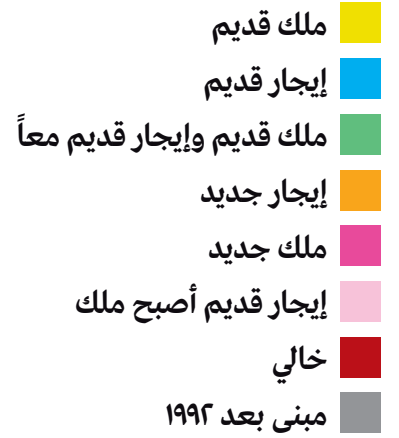 ملك قديم
إيجار قديم
ملك قديم وإيجار قديم معاً
إيجار جديد
ملك جديد
إيجار قديم أصبح ملك
خالي
مبنى بعد ١٩٩٢